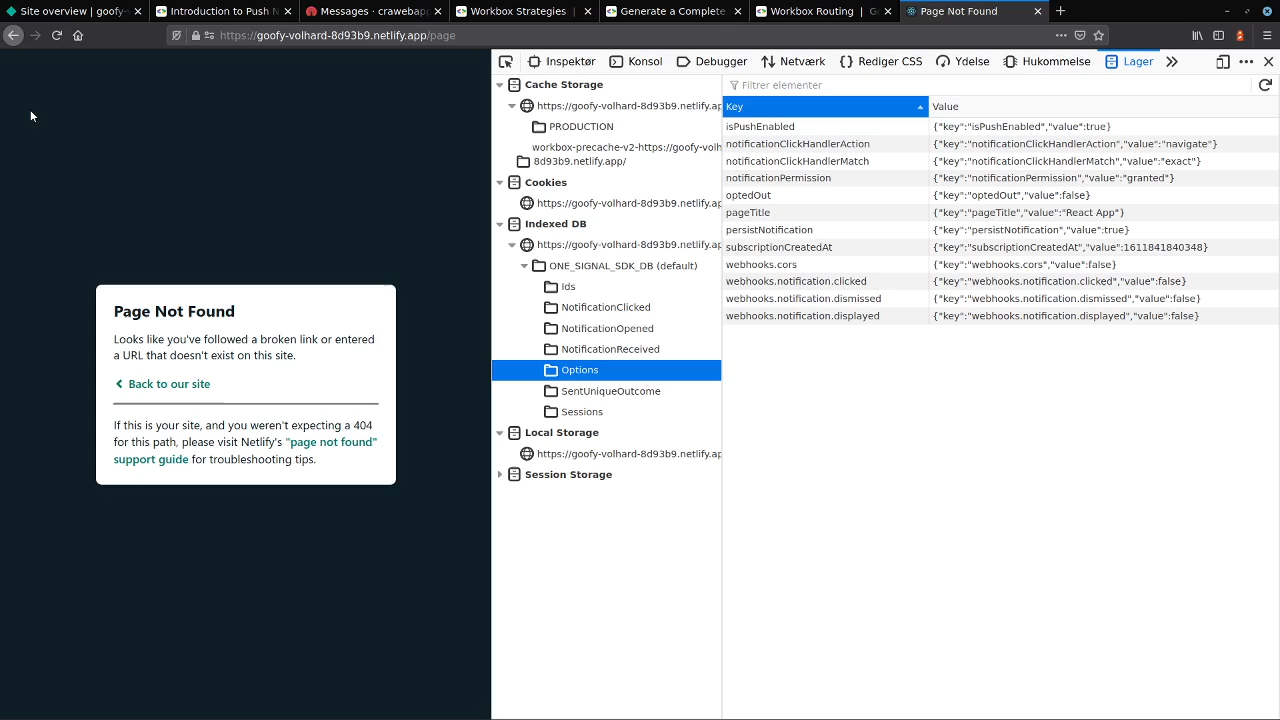 Site overview | goofy-
Introduction to Push N
Messages · crawebapp
Workbox Strategies |
Generate a Complete
Workbox Routing | G
Page Not Found
https://goofy-volhard-8d93b9.netlify.app/page
Inspektør
Konsol
Debugger
Netværk
Rediger CSS
Ydelse
Hukommelse
Lager
Page Not Found
Looks like you've followed a broken link or entered
a URL that doesn't exist on this site.
Back to our site
If this is your site, and you weren't expecting a 404
for this path, please visit Netlify's "page not found"
support guide for troubleshooting tips.
Cache Storage
https://goofy-volhard-8d93b9.netlify.ap
PRODUCTION
workbox-precache-v2-https://goofy-volh
8d93b9.netlify.app/
Cookies
https://goofy-volhard-8d93b9.netlify.ap
Indexed DB
https://goofy-volhard-8d93b9.netlify.ap
ONE_SIGNAL_SDK_DB (default)
Ids
NotificationClicked
NotificationOpened
NotificationReceived
Options
SentUniqueOutcome
Sessions
Local Storage
https://goofy-volhard-8d93b9.netlify.ap
Session Storage
Filtrer elementer
Key Value
isPushEnabled {"key":"isPushEnabled","value":true}
notificationClickHandlerAction {"key":"notificationClickHandlerAction","value":"navigate"}
notificationClickHandlerMatch {"key":"notificationClickHandlerMatch","value":"exact"}
notificationPermission {"key":"notificationPermission","value":"granted"}
optedOut {"key":"optedOut","value":false}
pageTitle {"key":"pageTitle","value":"React App"}
persistNotification {"key":"persistNotification","value":true}
subscriptionCreatedAt {"key":"subscriptionCreatedAt","value":1611841840348}
webhooks.cors {"key":"webhooks.cors","value":false}
webhooks.notification.clicked {"key":"webhooks.notification.clicked","value":false}
webhooks.notification.dismissed {"key":"webhooks.notification.dismissed","value":false}
webhooks.notification.displayed {"key":"webhooks.notification.displayed","value":false}